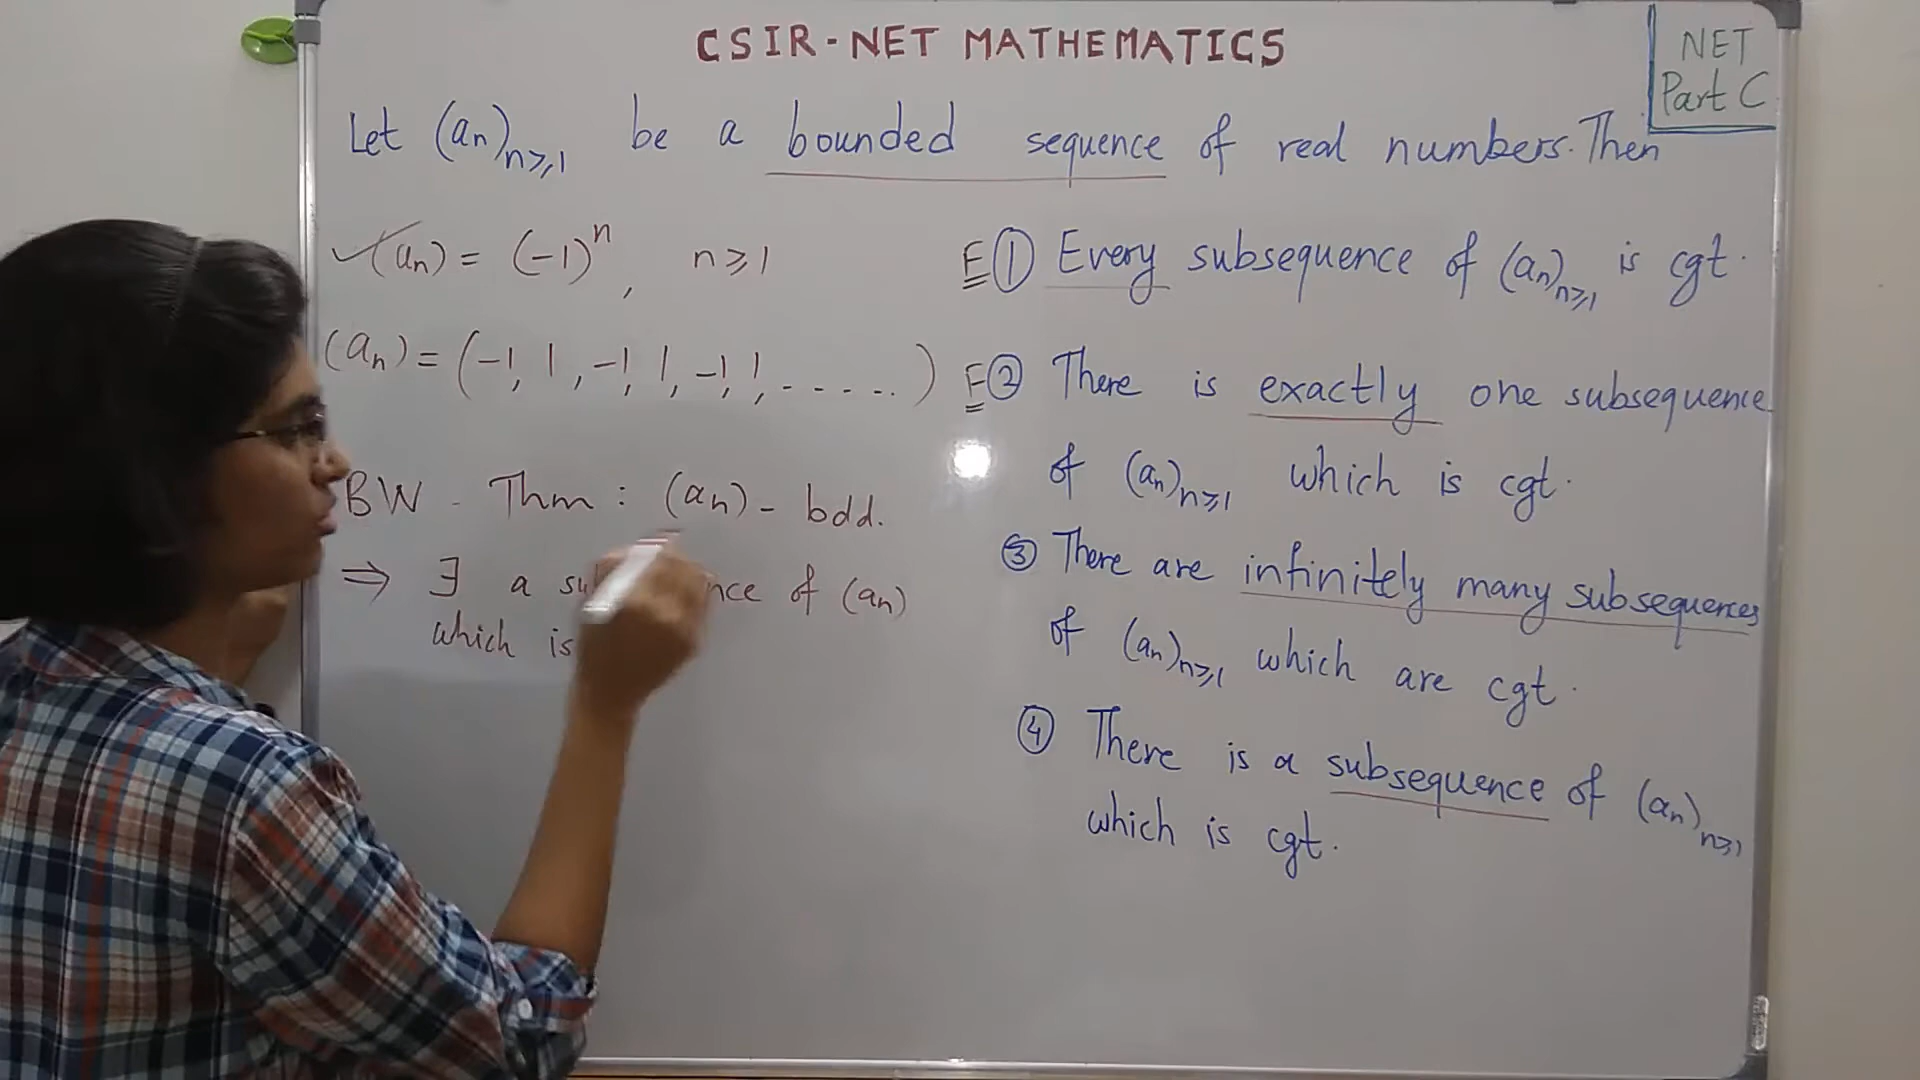 CSIR-NET MATHEMATICS
NET
Part C
Let (an)n≥1 be a bounded sequence of real numbers. Then
✓(an) = (-1)^n, n≥1
(an) = (-1, 1, -1, 1, -1, 1, ------)
BW - Thm : (an) - bdd.
⇒ ∃ a of (an)
which is
F ① Every subsequence of (an)n≥1 is cgt.
F ② There is exactly one subsequence
of (an)n≥1 which is cgt.
③ There are infinitely many subsequences
of (an)n≥1 which are cgt.
④ There is a subsequence of (an)n≥1
which is cgt.